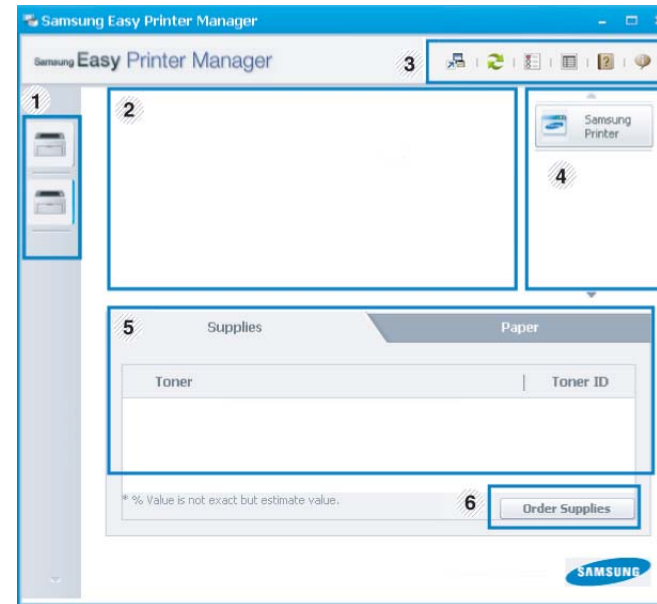 Samsung Easy Printer Manager
Samsung Easy Printer Manager
3
1
2
Samsung
Printer
4
5
Supplies
Paper
Toner
Toner ID
* % Value is not exact but estimate value.
6
Order Supplies
SAMSUNG